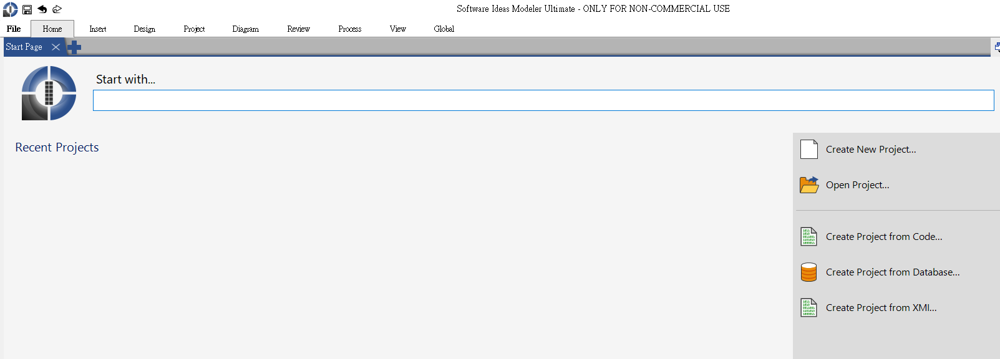 Software Ideas Modeler Ultimate - ONLY FOR NON-COMMERCIAL USE
File Home Insert Design Project Diagram Review Process View Global
Start Page
Start with...
Recent Projects
Create New Project...
Open Project...
Create Project from Code...
Create Project from Database...
Create Project from XMI...